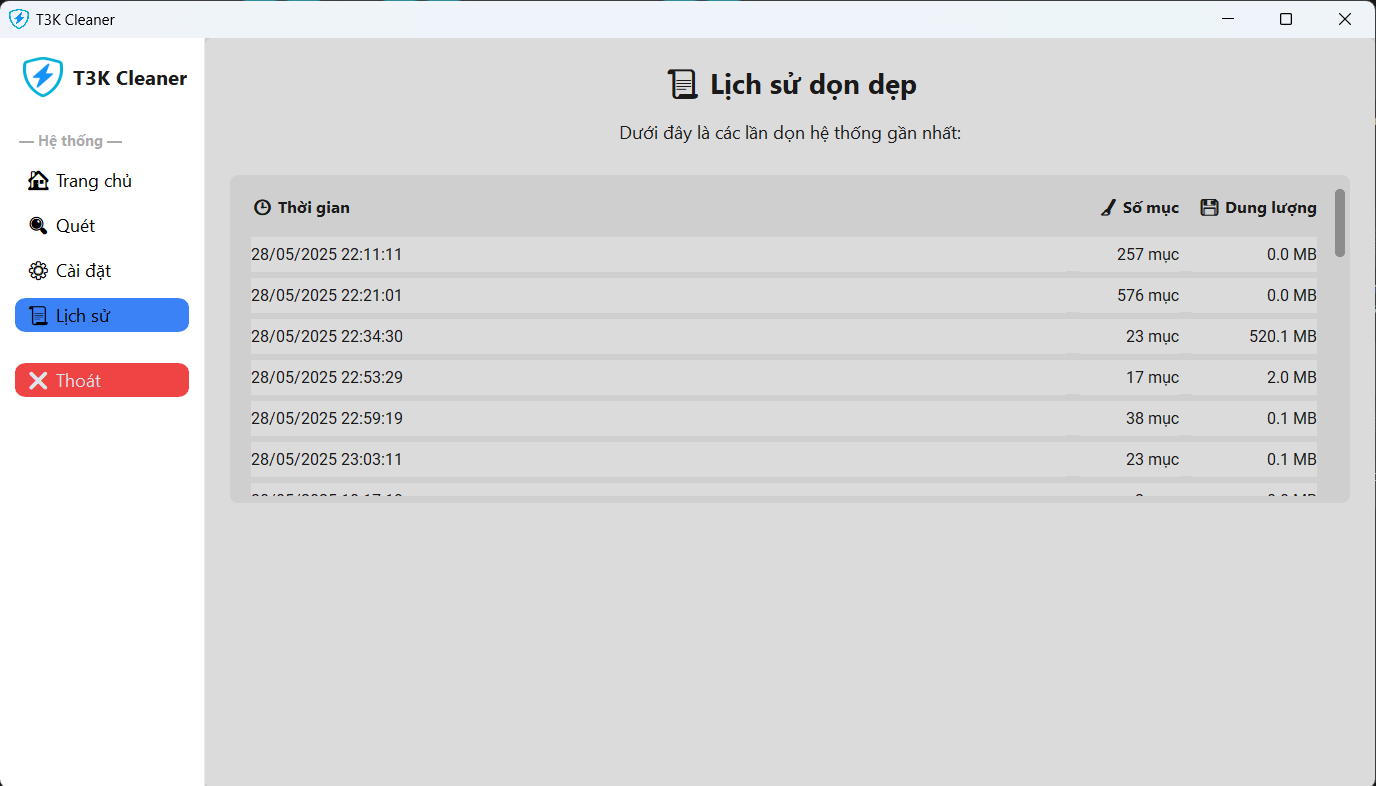 T3K Cleaner
T3K Cleaner
— Hệ thống —
Trang chủ
Quét
Cài đặt
Lịch sử
Thoát
Lịch sử dọn dẹp
Dưới đây là các lần dọn hệ thống gần nhất:
Thời gian Số mục Dung lượng
28/05/2025 22:11:11 257 mục 0.0 MB
28/05/2025 22:21:01 576 mục 0.0 MB
28/05/2025 22:34:30 23 mục 520.1 MB
28/05/2025 22:53:29 17 mục 2.0 MB
28/05/2025 22:59:19 38 mục 0.1 MB
28/05/2025 23:03:11 23 mục 0.1 MB